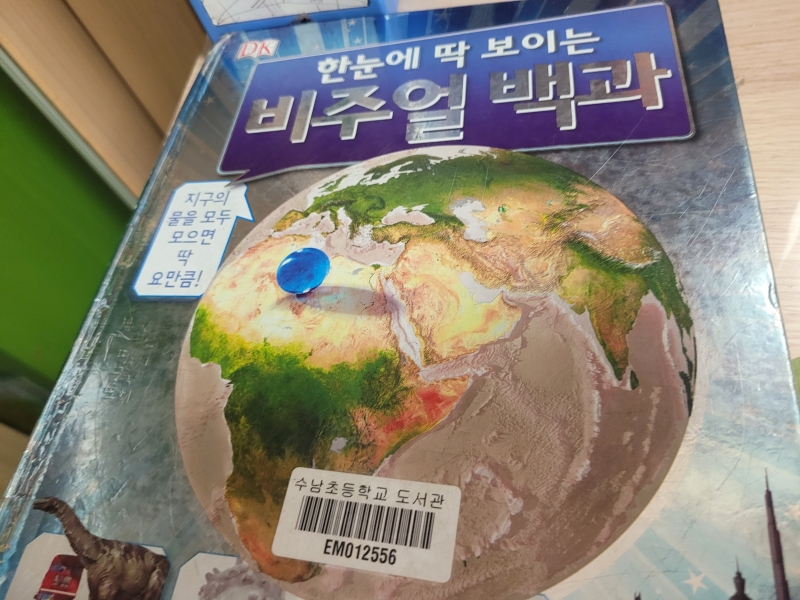 DK
한눈에 딱 보이는
비주얼 백과
지구의
물을 모두
모으면
딱
요만큼!
수남초등학교 도서관
EM012556